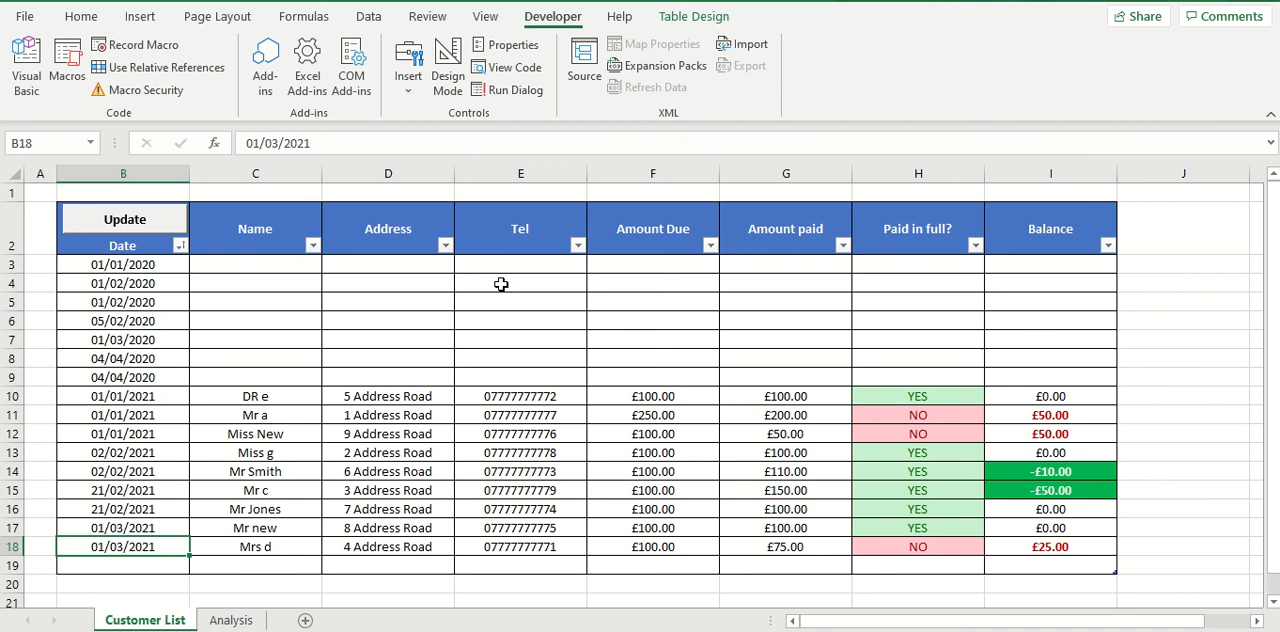 File Home Insert Page Layout Formulas Data Review View Developer Help Table Design Share Comments
Visual Basic
Macros
Record Macro
Use Relative References
Macro Security
Code
Add-ins
Excel Add-ins
COM Add-ins
Add-ins
Insert
Design Mode
Properties
View Code
Run Dialog
Controls
Source
Map Properties
Expansion Packs
Refresh Data
Import
Export
XML
B18 fx 01/03/2021
A B C D E F G H I J
1
Update
2 Date Name Address Tel Amount Due Amount paid Paid in full? Balance
3 01/01/2020
4 01/02/2020
5 01/02/2020
6 05/02/2020
7 01/03/2020
8 04/04/2020
9 04/04/2020
10 01/01/2021 DR e 5 Address Road 07777777772 £100.00 £100.00 YES £0.00
11 01/01/2021 Mr a 1 Address Road 07777777777 £250.00 £200.00 NO £50.00
12 01/01/2021 Miss New 9 Address Road 07777777776 £100.00 £50.00 NO £50.00
13 02/02/2021 Miss g 2 Address Road 07777777778 £100.00 £100.00 YES £0.00
14 02/02/2021 Mr Smith 6 Address Road 07777777773 £100.00 £110.00 YES -£10.00
15 21/02/2021 Mr c 3 Address Road 07777777779 £100.00 £150.00 YES -£50.00
16 21/02/2021 Mr Jones 7 Address Road 07777777774 £100.00 £100.00 YES £0.00
17 01/03/2021 Mr new 8 Address Road 07777777775 £100.00 £100.00 YES £0.00
18 01/03/2021 Mrs d 4 Address Road 07777777771 £100.00 £75.00 NO £25.00
19
20
21
Customer List Analysis